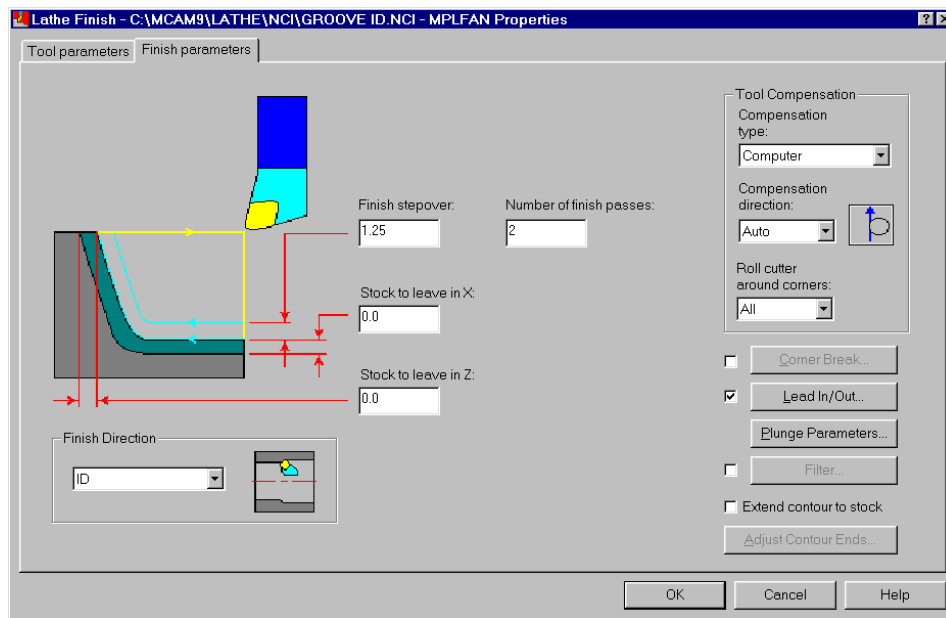 Lathe Finish - C:\MCAM9\LATHE\NCI\GROOVE ID.NCI - MPLFAN Properties
Tool parameters
Finish parameters
Finish stepover:
1.25
Number of finish passes:
2
Stock to leave in X:
0.0
Stock to leave in Z:
0.0
Finish Direction
ID
Tool Compensation
Compensation
type:
Computer
Compensation
direction:
Auto
Roll cutter
around corners:
All
Corner Break...
Lead In/Out...
Plunge Parameters...
Filter...
Extend contour to stock
Adjust Contour Ends...
OK
Cancel
Help